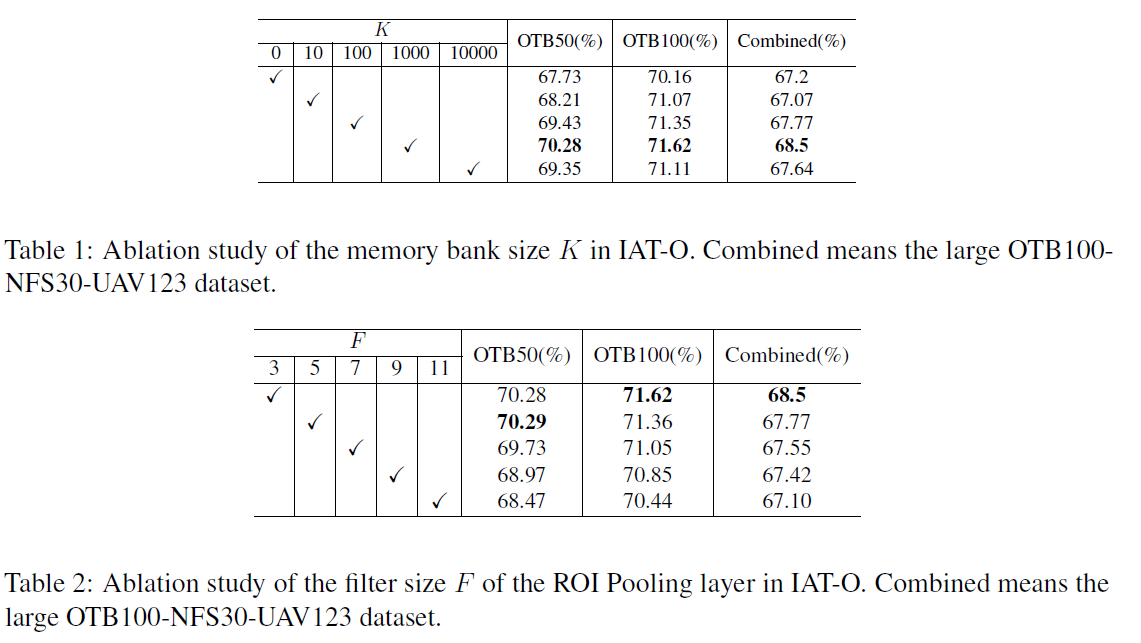 K OTB50(%) OTB100(%) Combined(%)
0 10 100 1000 10000
✓ 67.73 70.16 67.2
✓ 68.21 71.07 67.07
✓ 69.43 71.35 67.77
✓ 70.28 71.62 68.5
✓ 69.35 71.11 67.64
Table 1: Ablation study of the memory bank size K in IAT-O. Combined means the large OTB100-
NFS30-UAV123 dataset.
F OTB50(%) OTB100(%) Combined(%)
3 5 7 9 11
✓ 70.28 71.62 68.5
✓ 70.29 71.36 67.77
✓ 69.73 71.05 67.55
✓ 68.97 70.85 67.42
✓ 68.47 70.44 67.10
Table 2: Ablation study of the filter size F of the ROI Pooling layer in IAT-O. Combined means the
large OTB100-NFS30-UAV123 dataset.